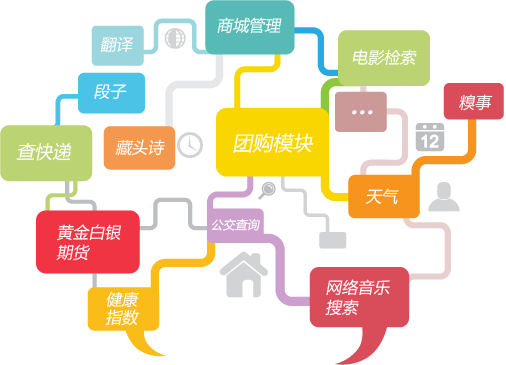 商城管理
翻译
电影检索
段子
糗事
...
团购模块
12
藏头诗
查快递
天气
公交查询
黄金白银
期货
网络音乐
搜索
健康
指数